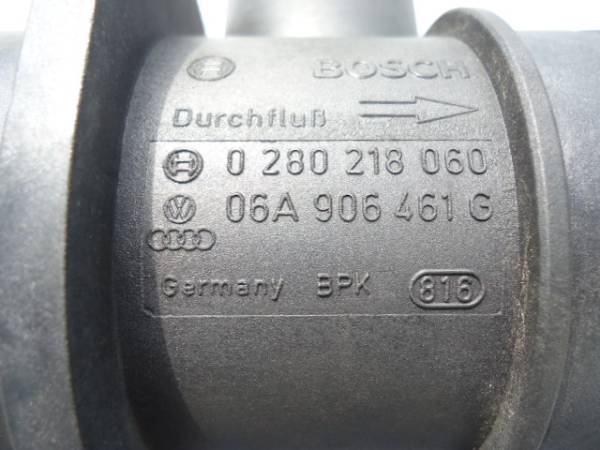 BOSCH
Durchfluß
0 280 218 060
06A 906 461 G
Germany BPK 816